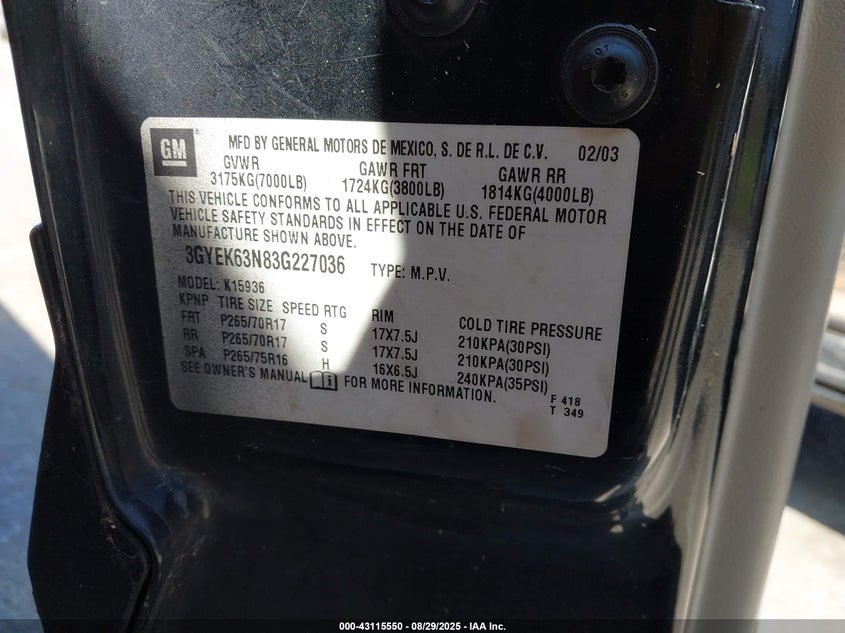 GM ® MFD BY GENERAL MOTORS DE MEXICO, S. DE R.L. DE C.V. 02/03
GVWR GAWR FRT GAWR RR
3175KG(7000LB) 1724KG(3800LB) 1814KG(4000LB)
THIS VEHICLE CONFORMS TO ALL APPLICABLE U.S. FEDERAL MOTOR
VEHICLE SAFETY STANDARDS IN EFFECT ON THE DATE OF
MANUFACTURE SHOWN ABOVE.
3GYEK63N83G227036 TYPE: M.P.V.
MODEL: K15936
KPNP TIRE SIZE SPEED RTG RIM COLD TIRE PRESSURE
FRT P265/70R17 S 17X7.5J 210KPA(30PSI)
RR P265/70R17 S 17X7.5J 210KPA(30PSI)
SPA P265/75R16 H 16X6.5J 240KPA(35PSI)
SEE OWNER'S MANUAL FOR MORE INFORMATION.
F 418
T 349
000-43115550 - 08/29/2025 - IAA Inc.